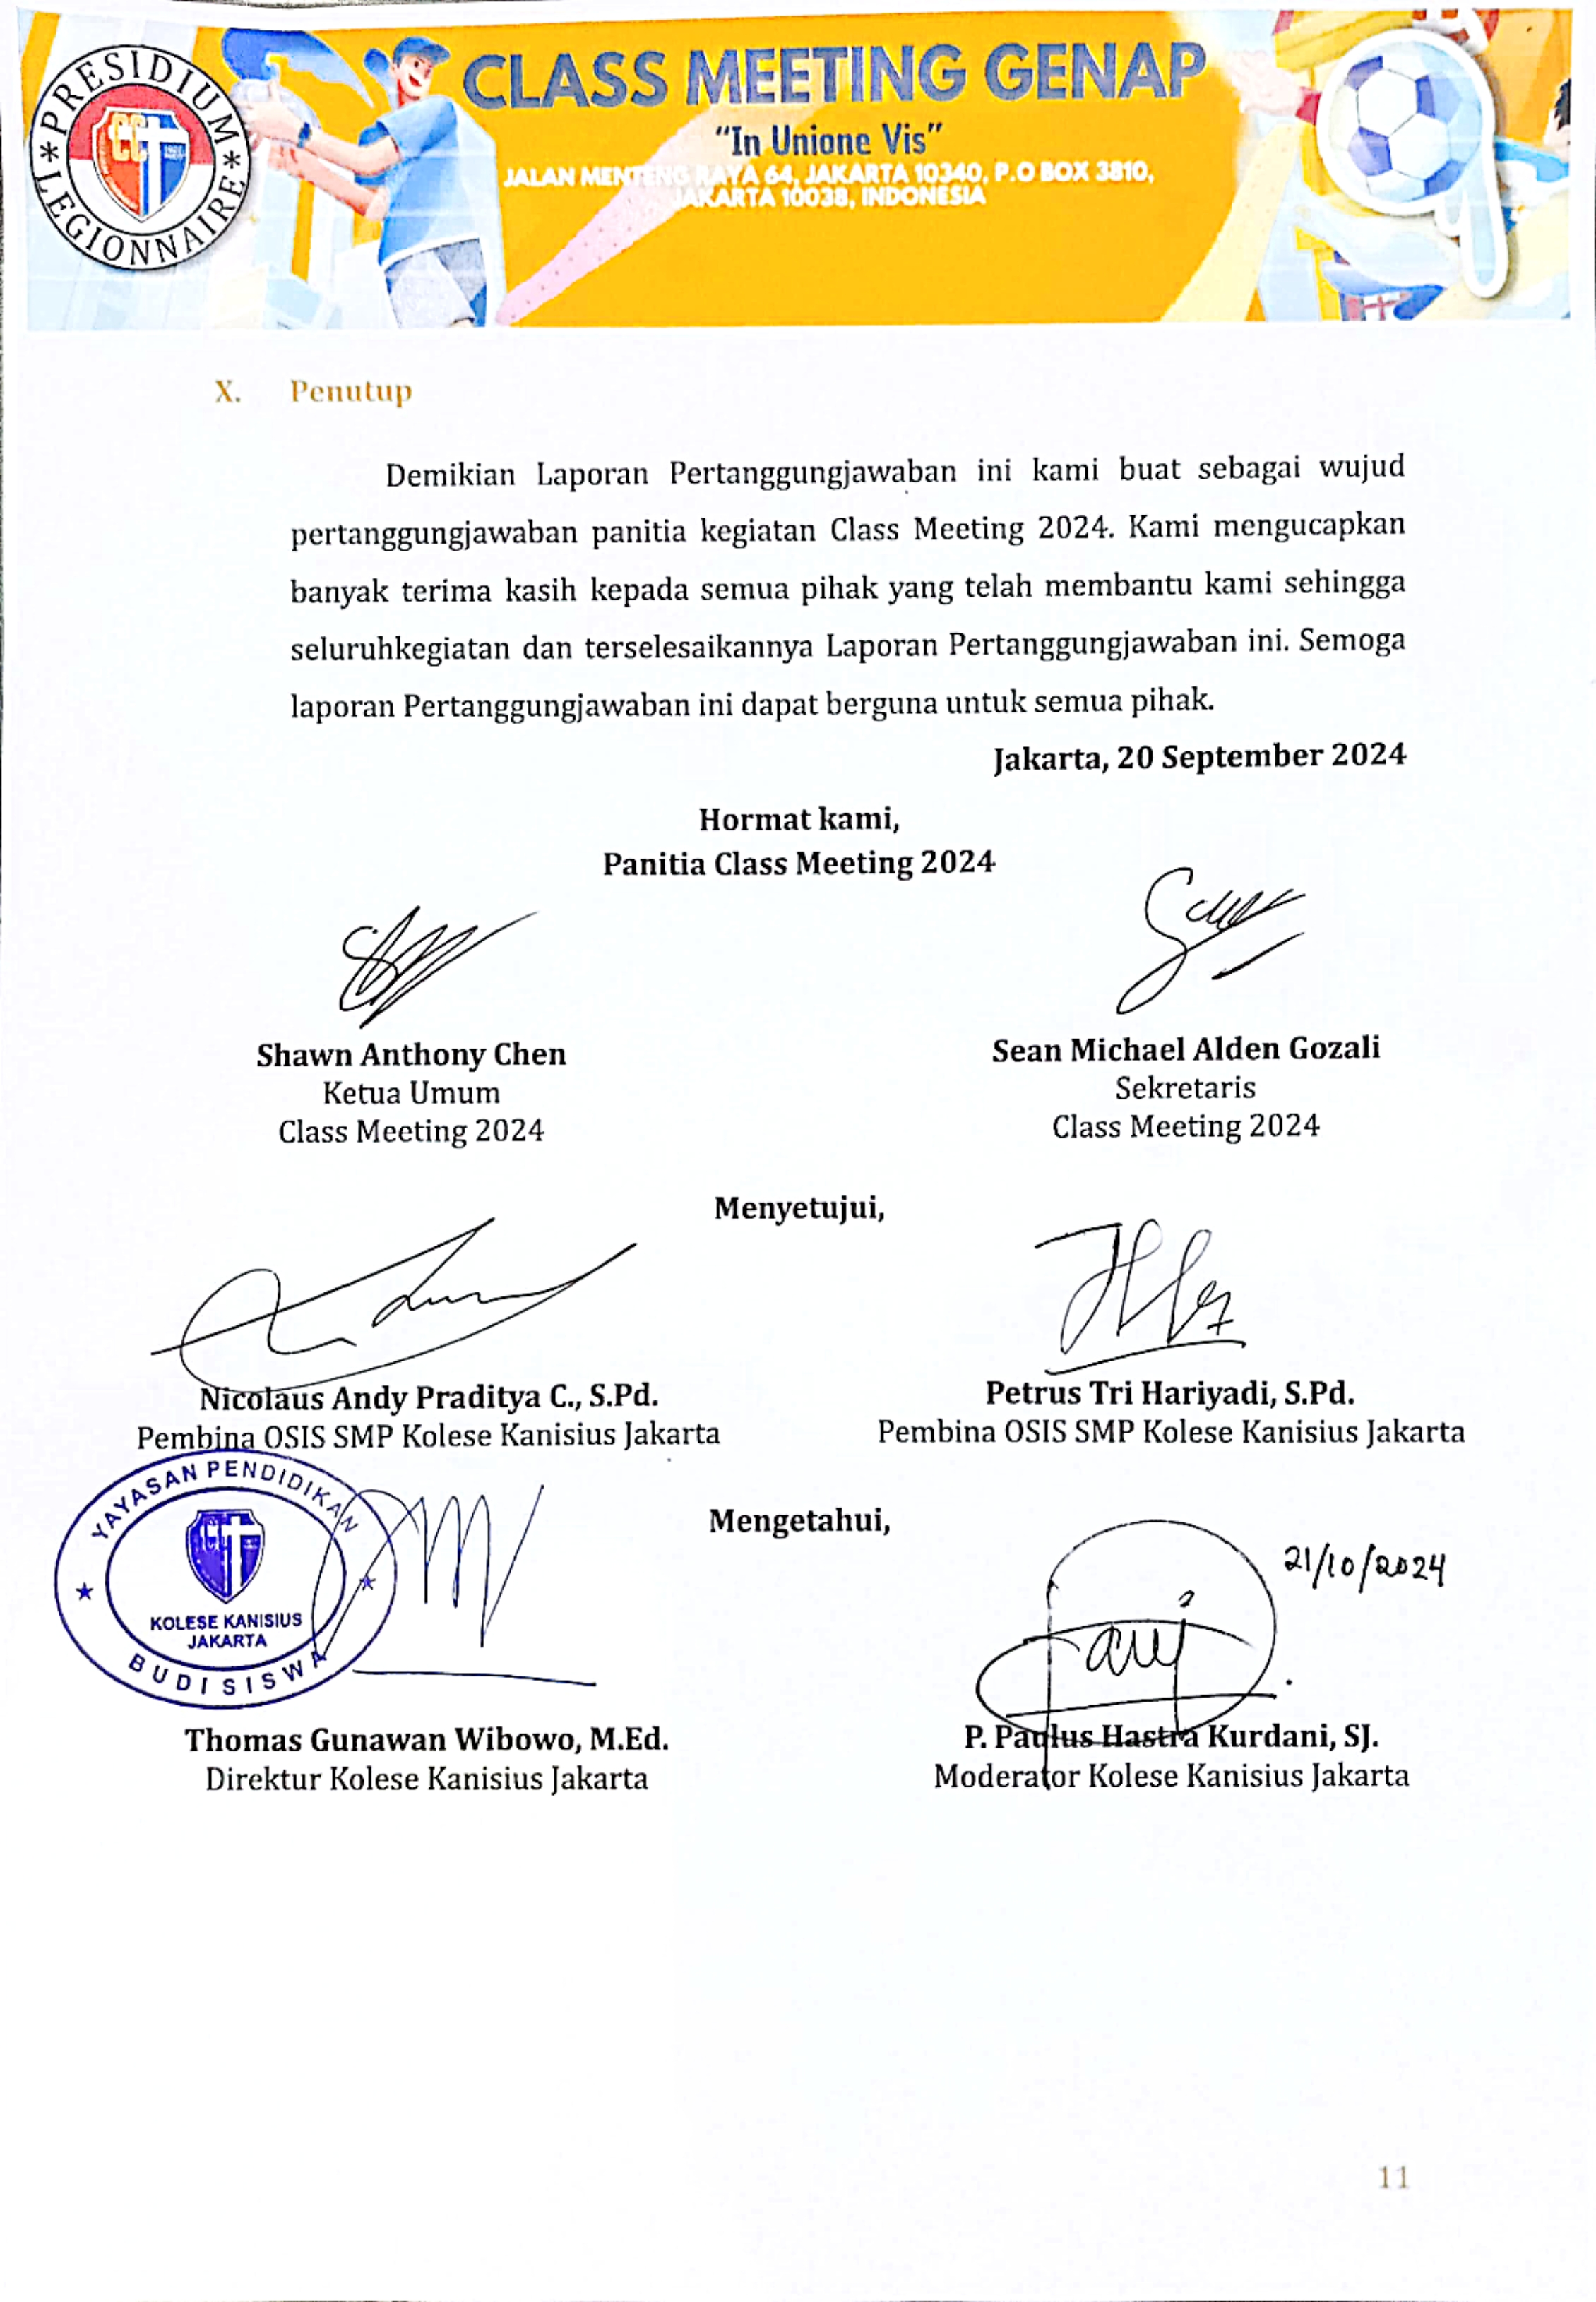 PRESIDIUM
LEGIONNAIRE
CLASS MEETING GENAP
“In Unione Vis”
JALAN MENTENG RAYA 64, JAKARTA 10340, P.O BOX 3810,
JAKARTA 10038, INDONESIA
X. Penutup
Demikian Laporan Pertanggungjawaban ini kami buat sebagai wujud
pertanggungjawaban panitia kegiatan Class Meeting 2024. Kami mengucapkan
banyak terima kasih kepada semua pihak yang telah membantu kami sehingga
seluruhkegiatan dan terselesaikannya Laporan Pertanggungjawaban ini. Semoga
laporan Pertanggungjawaban ini dapat berguna untuk semua pihak.
Jakarta, 20 September 2024
Hormat kami,
Panitia Class Meeting 2024
Shawn Anthony Chen
Ketua Umum
Class Meeting 2024
Sean Michael Alden Gozali
Sekretaris
Class Meeting 2024
Menyetujui,
Nicolaus Andy Praditya C., S.Pd.
Pembina OSIS SMP Kolese Kanisius Jakarta
Petrus Tri Hariyadi, S.Pd.
Pembina OSIS SMP Kolese Kanisius Jakarta
YAYASAN PENDIDIKAN
KOLESE KANISIUS
JAKARTA
BUDI SISWA
Mengetahui,
21/10/2024
Thomas Gunawan Wibowo, M.Ed.
Direktur Kolese Kanisius Jakarta
P. Paulus Hastra Kurdani, SJ.
Moderator Kolese Kanisius Jakarta
11